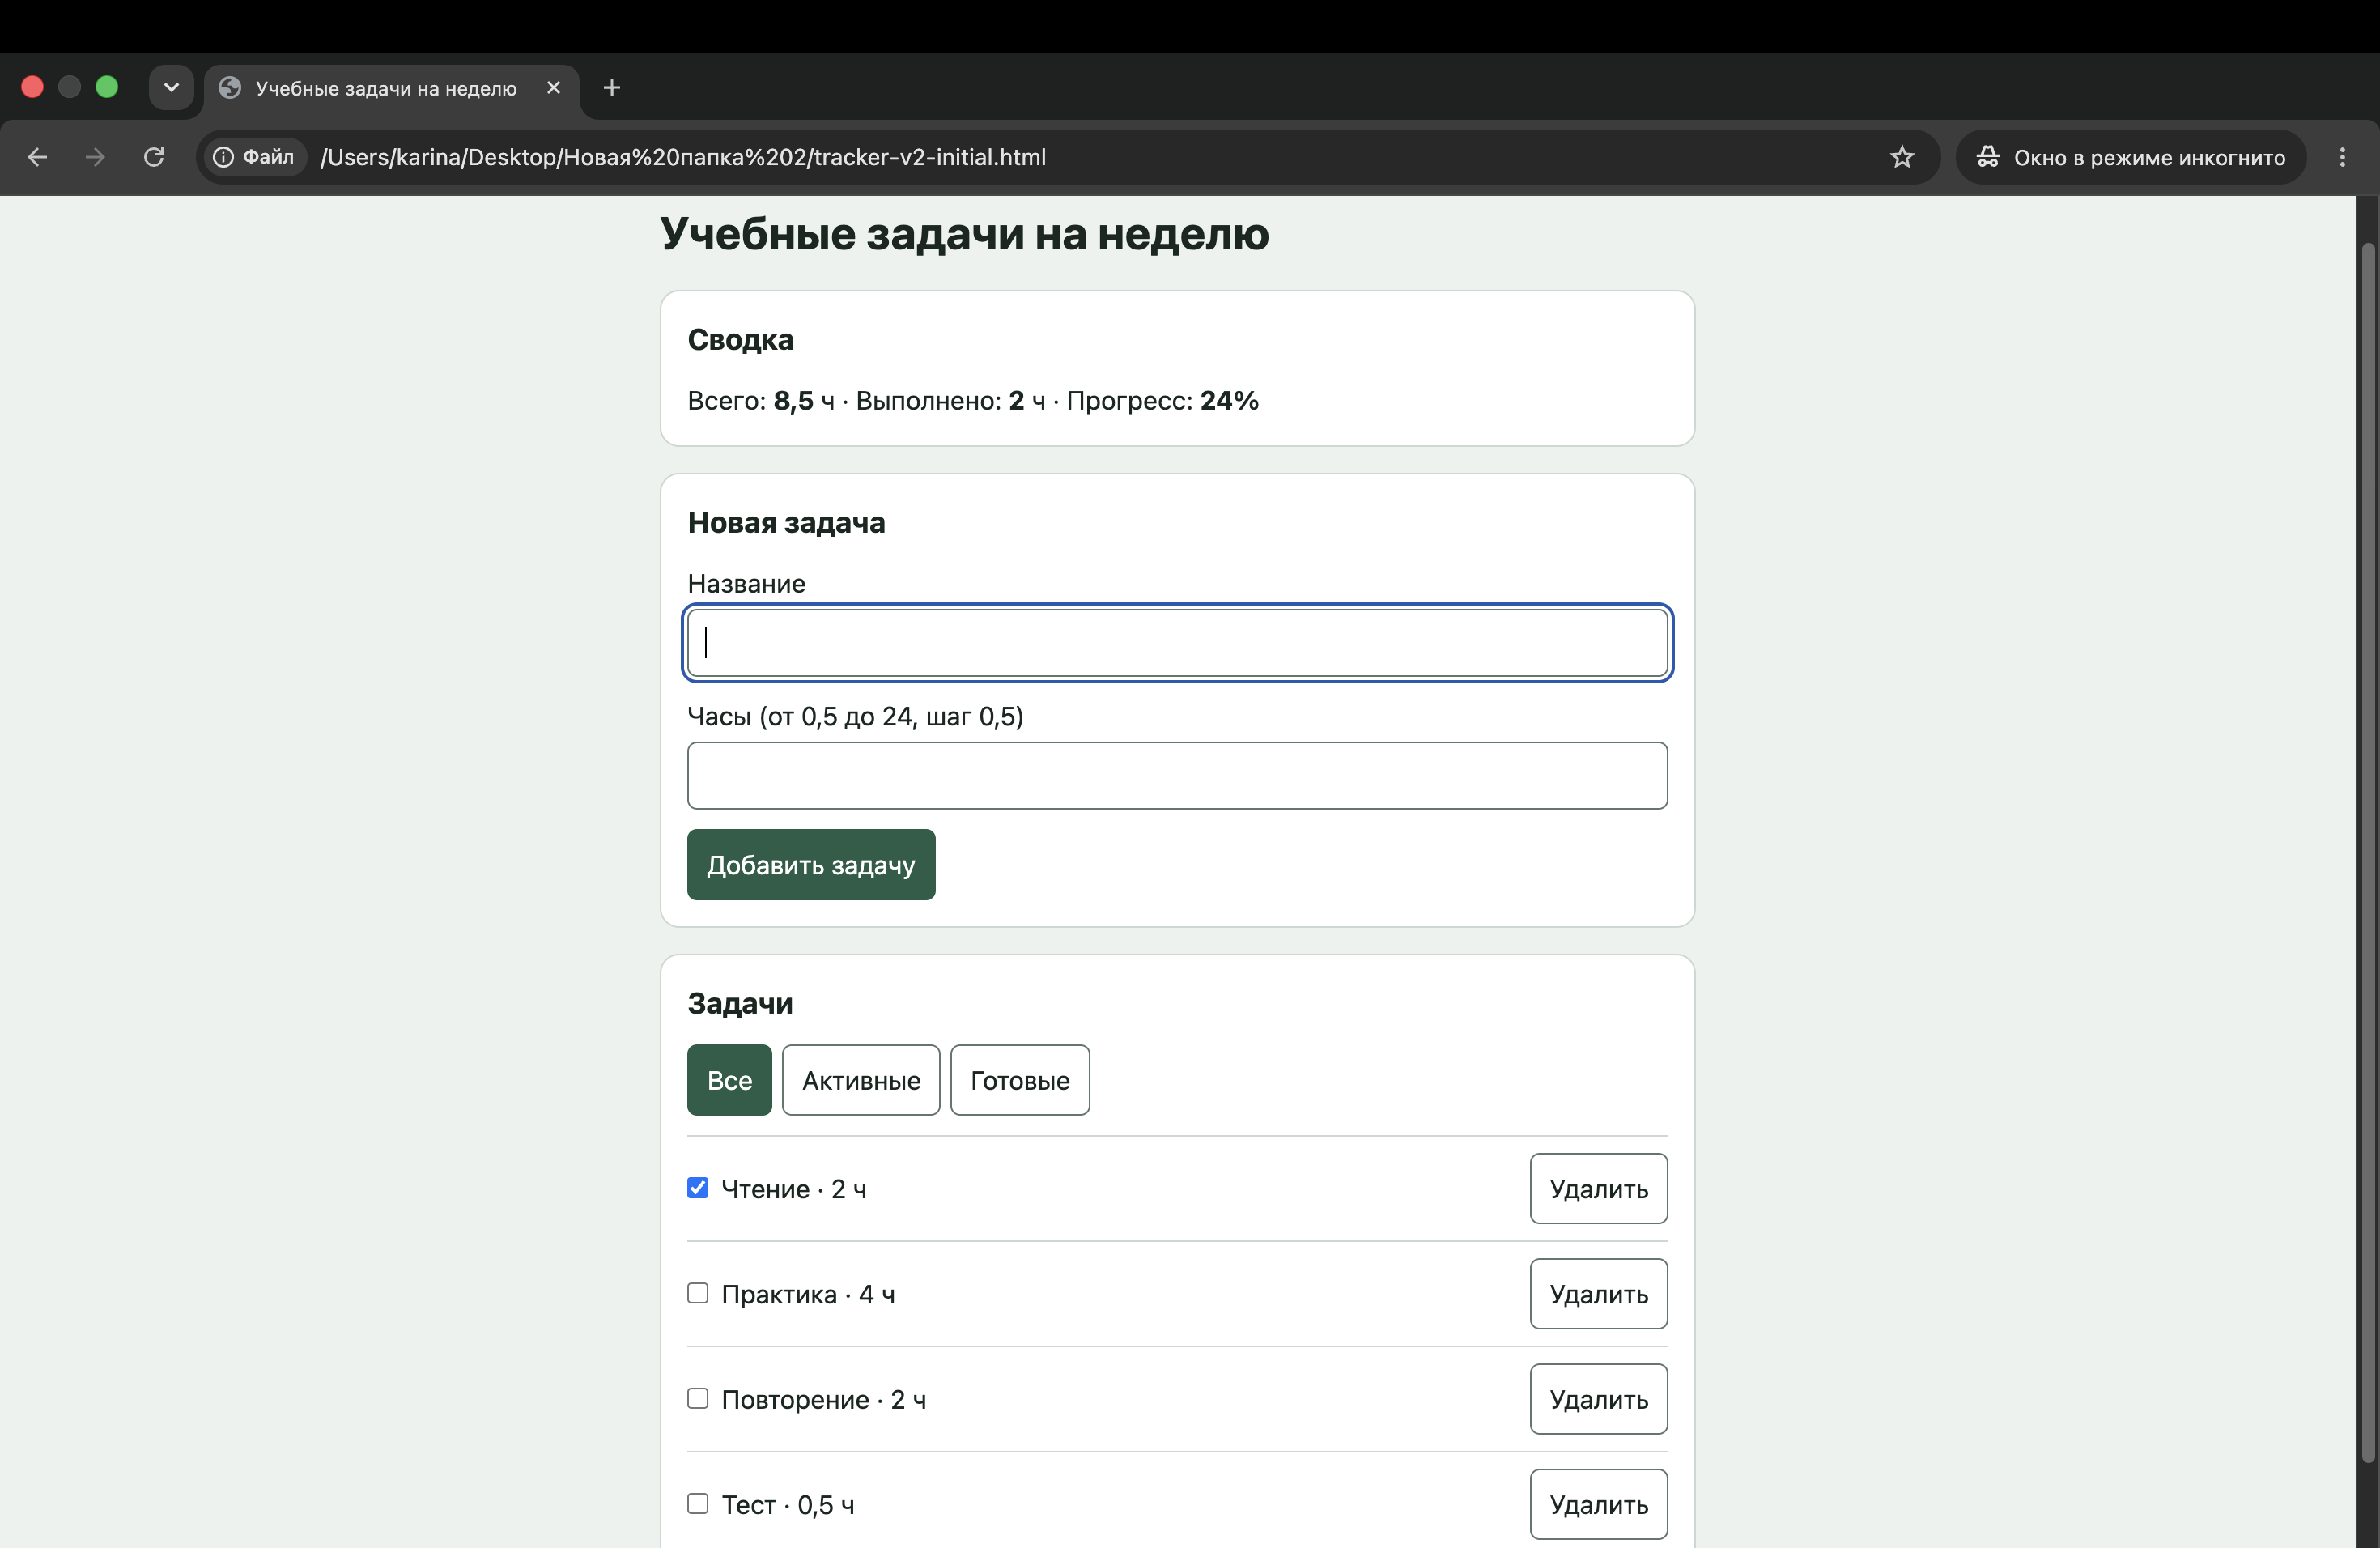 Учебные задачи на неделю
Файл /Users/karina/Desktop/Новая%20папка%202/tracker-v2-initial.html Окно в режиме инкогнито
Учебные задачи на неделю
Сводка
Всего: 8,5 ч · Выполнено: 2 ч · Прогресс: 24%
Новая задача
Название
Часы (от 0,5 до 24, шаг 0,5)
Добавить задачу
Задачи
Все Активные Готовые
Чтение · 2 ч Удалить
Практика · 4 ч Удалить
Повторение · 2 ч Удалить
Тест · 0,5 ч Удалить